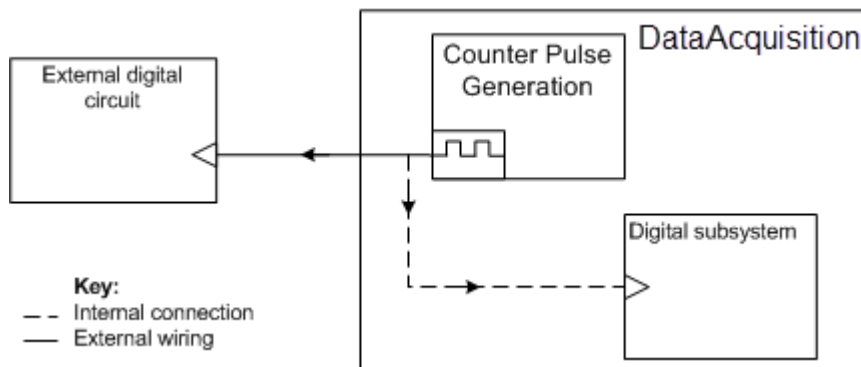 DataAcquisition
Counter Pulse
Generation
External digital
circuit
Digital subsystem
Key:
Internal connection
External wiring